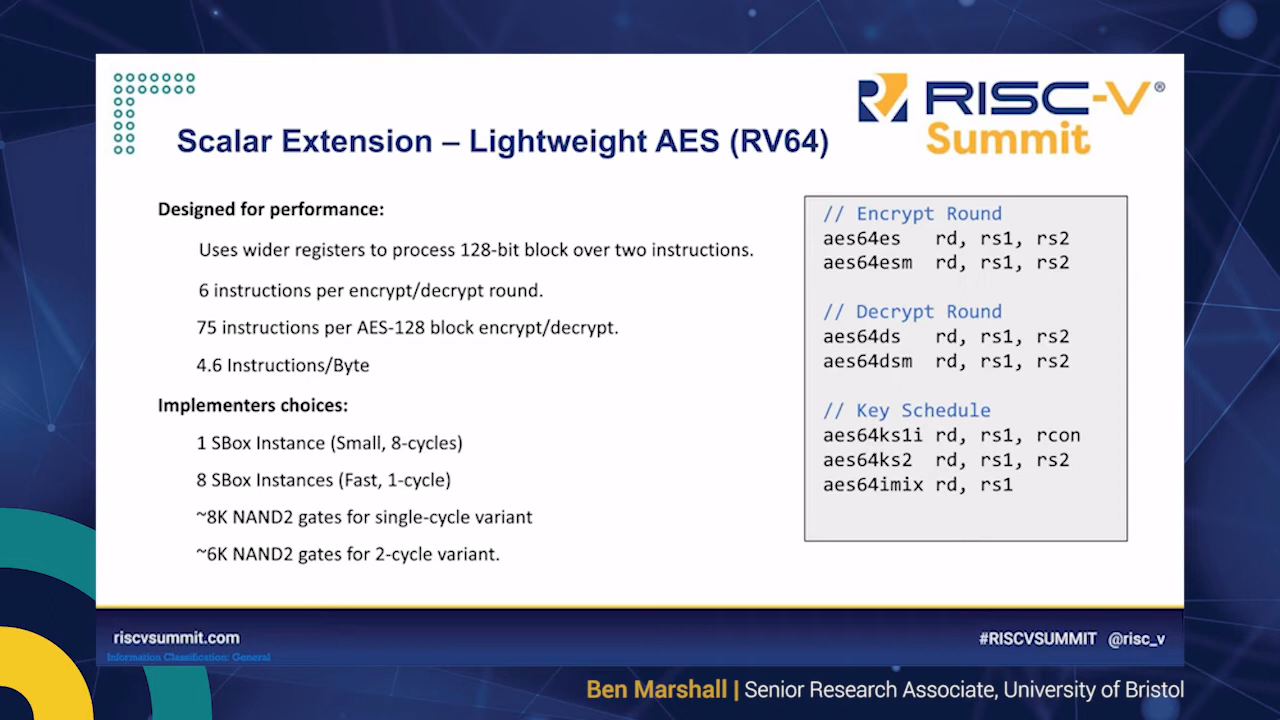 RISC-V®
Summit
Scalar Extension – Lightweight AES (RV64)
Designed for performance:
Uses wider registers to process 128-bit block over two instructions.
6 instructions per encrypt/decrypt round.
75 instructions per AES-128 block encrypt/decrypt.
4.6 Instructions/Byte
Implementers choices:
1 SBox Instance (Small, 8-cycles)
8 SBox Instances (Fast, 1-cycle)
~8K NAND2 gates for single-cycle variant
~6K NAND2 gates for 2-cycle variant.
// Encrypt Round
aes64es rd, rs1, rs2
aes64esm rd, rs1, rs2
// Decrypt Round
aes64ds rd, rs1, rs2
aes64dsm rd, rs1, rs2
// Key Schedule
aes64ks1i rd, rs1, rcon
aes64ks2 rd, rs1, rs2
aes64imix rd, rs1
riscvsummit.com
#RISCVSUMMIT @risc_v
Information Classification: General
Ben Marshall | Senior Research Associate, University of Bristol